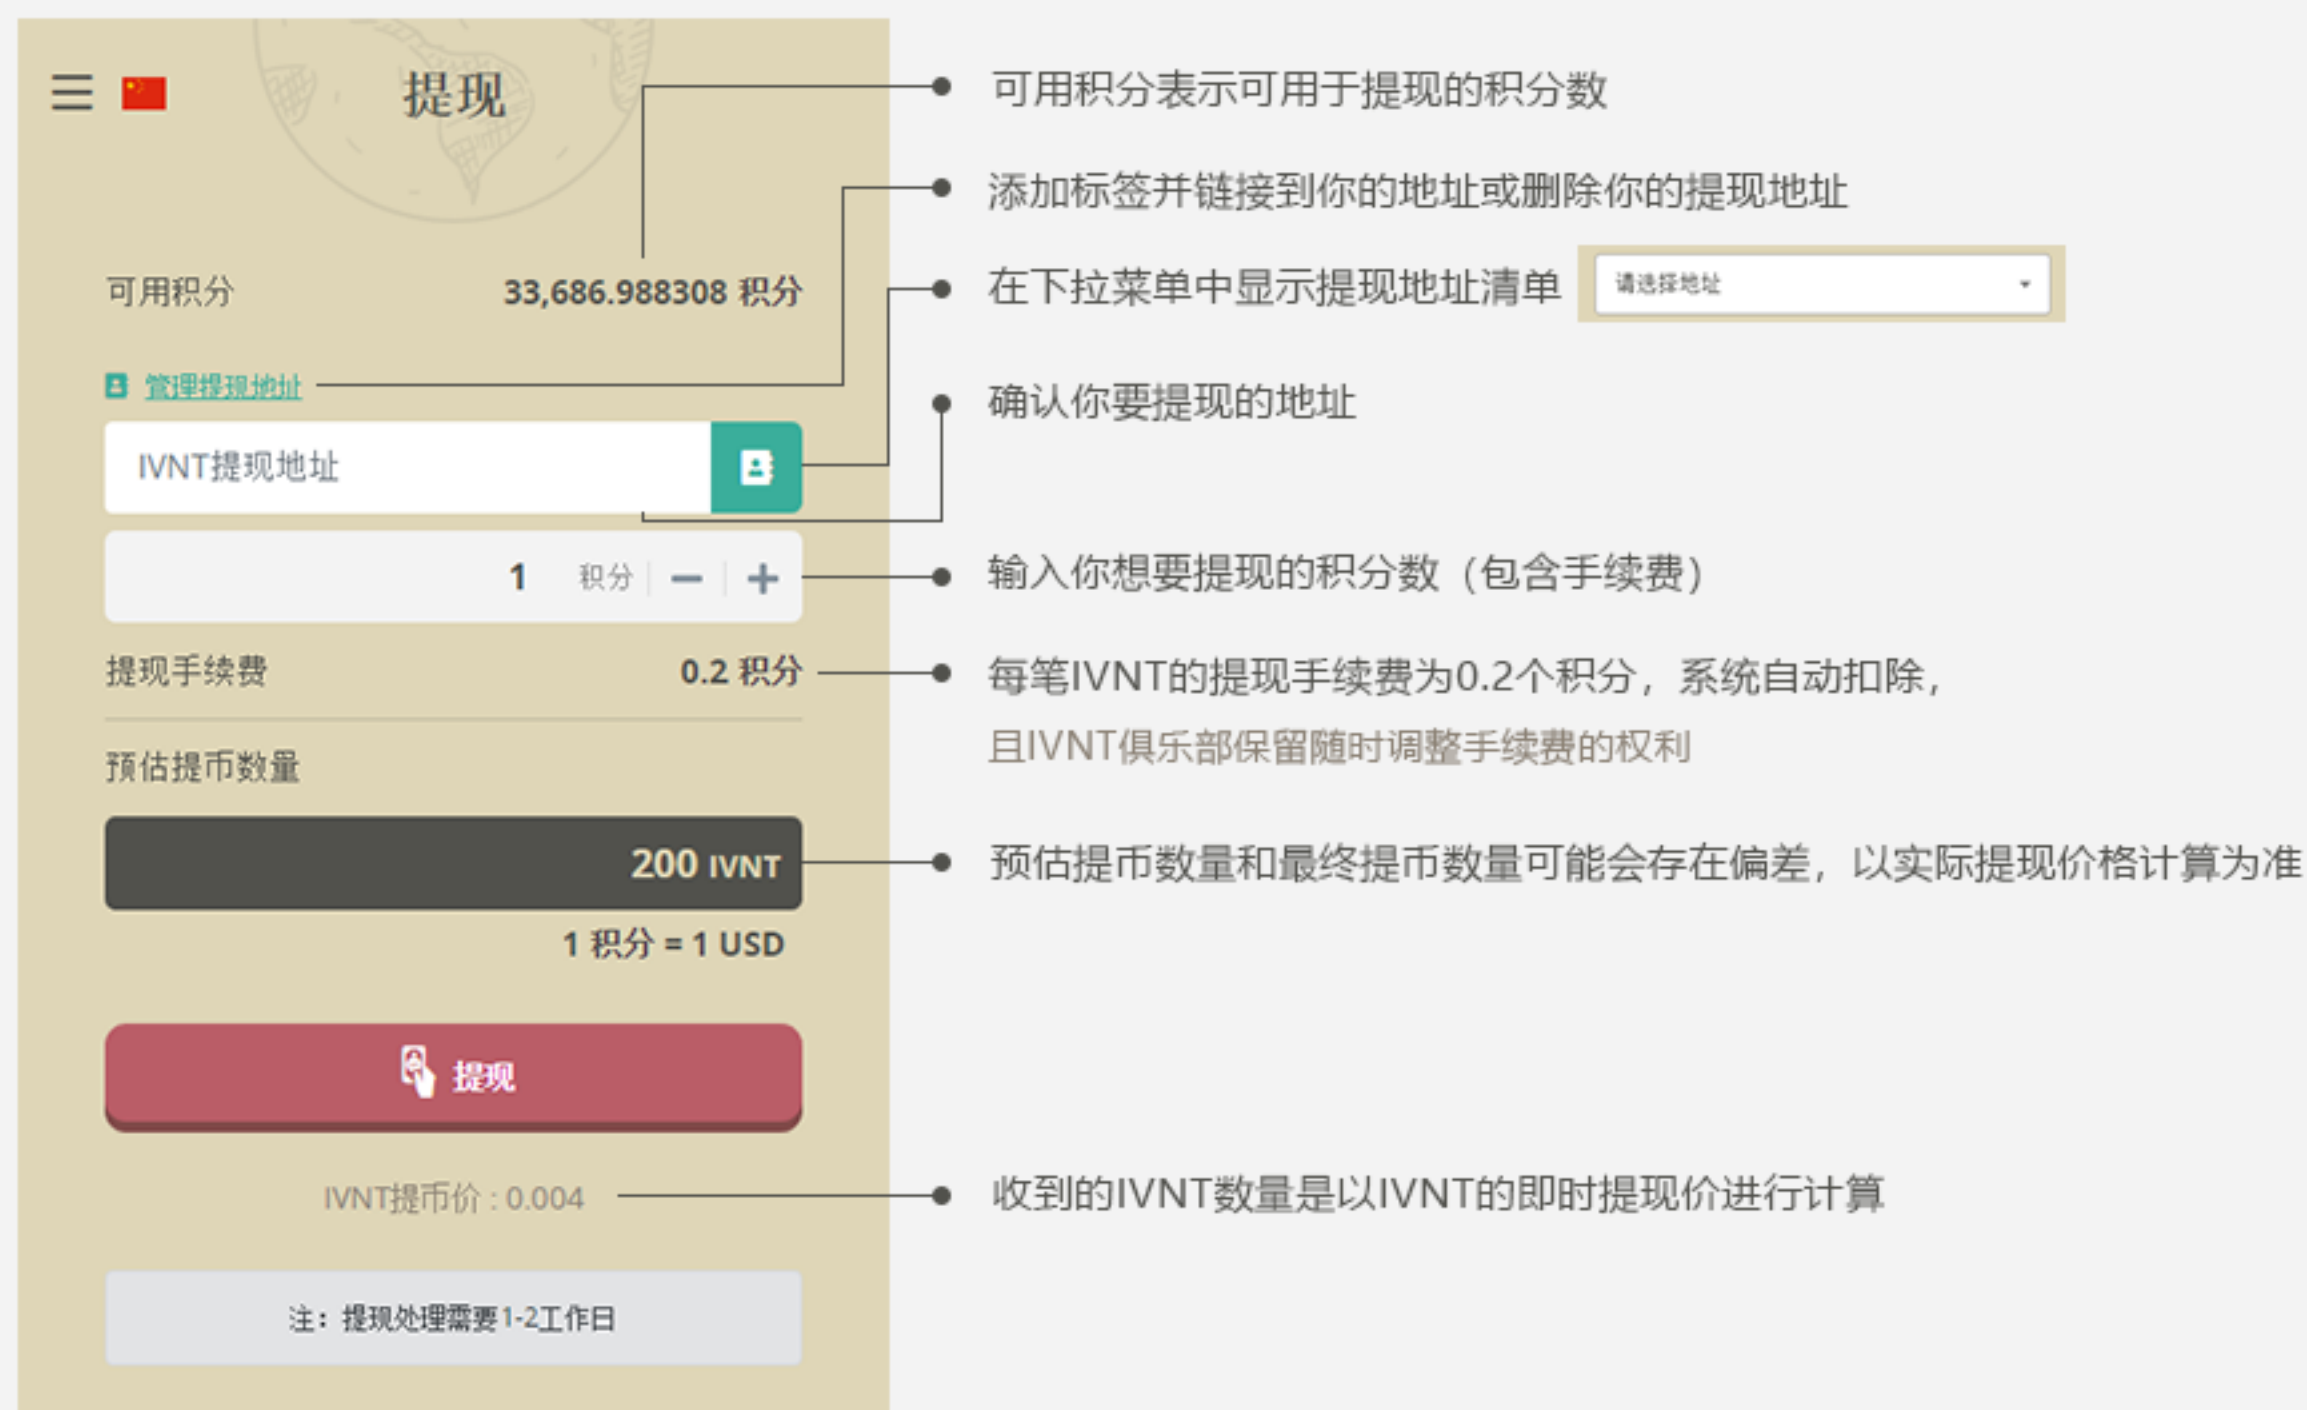 提现
可用积分 33,686.988308 积分
管理提现地址
IVNT提现地址
1 积分
提现手续费 0.2 积分
预估提币数量
200 IVNT
1 积分 = 1 USD
提现
IVNT提币价 : 0.004
注：提现处理需要1-2工作日
可用积分表示可用于提现的积分数
添加标签并链接到你的地址或删除你的提现地址
在下拉菜单中显示提现地址清单
请选择地址
确认你要提现的地址
输入你想要提现的积分数（包含手续费）
每笔IVNT的提现手续费为0.2个积分，系统自动扣除，
且IVNT俱乐部保留随时调整手续费的权利
预估提币数量和最终提币数量可能会存在偏差，以实际提现价格计算为准
收到的IVNT数量是以IVNT的即时提现价进行计算